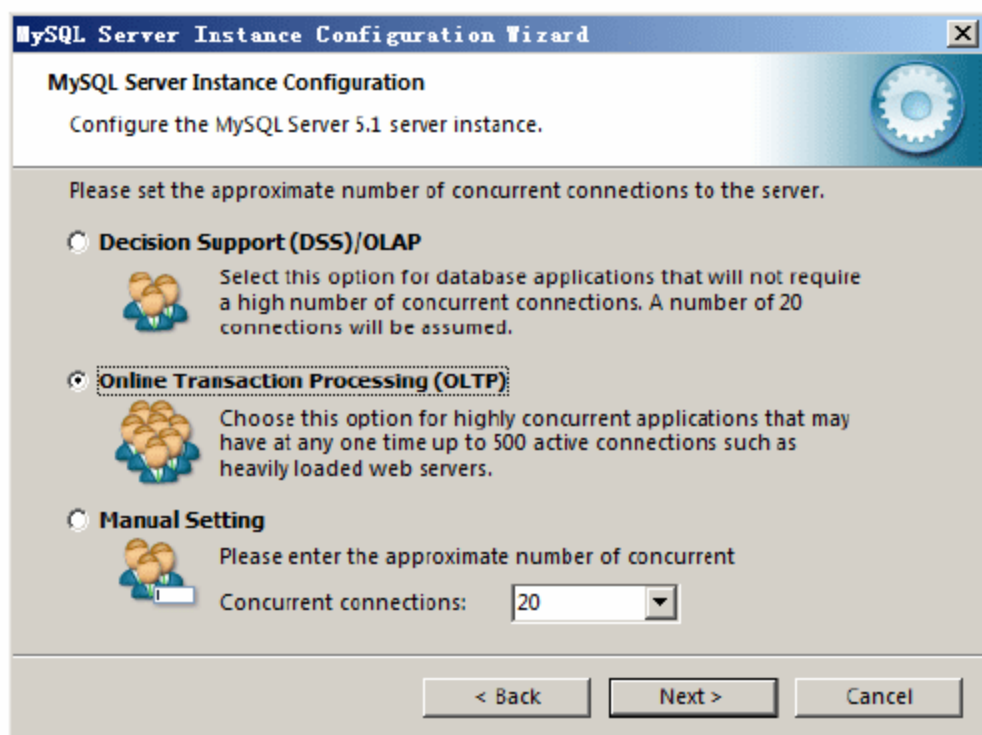 MySQL Server Instance Configuration Wizard
MySQL Server Instance Configuration
Configure the MySQL Server 5.1 server instance.
Please set the approximate number of concurrent connections to the server.
Decision Support (DSS)/OLAP
Select this option for database applications that will not require
a high number of concurrent connections. A number of 20
connections will be assumed.
Online Transaction Processing (OLTP)
Choose this option for highly concurrent applications that may
have at any one time up to 500 active connections such as
heavily loaded web servers.
Manual Setting
Please enter the approximate number of concurrent
Concurrent connections: 20
< Back Next > Cancel